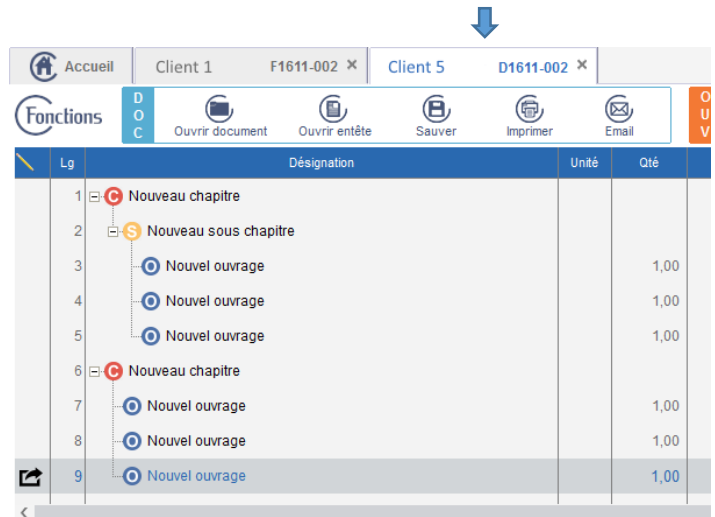 Accueil Client 1 F1611-002 × Client 5 D1611-002 ×
Fonctions DOC Ouvrir document Ouvrir entête Sauver Imprimer Email OUV
Lg Désignation Unité Qté
1 C Nouveau chapitre
2 S Nouveau sous chapitre
3 O Nouvel ouvrage 1,00
4 O Nouvel ouvrage 1,00
5 O Nouvel ouvrage 1,00
6 C Nouveau chapitre
7 O Nouvel ouvrage 1,00
8 O Nouvel ouvrage 1,00
9 O Nouvel ouvrage 1,00